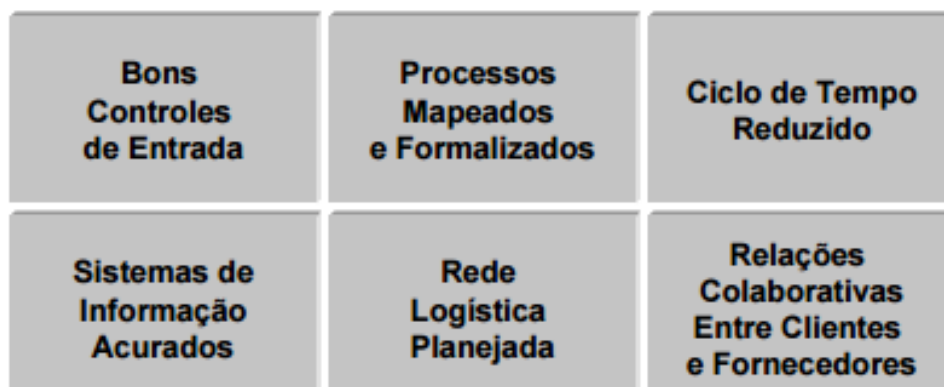 Bons
Controles
de Entrada
Processos
Mapeados
e Formalizados
Ciclo de Tempo
Reduzido
Sistemas de
Informação
Acurados
Rede
Logística
Planejada
Relações
Colaborativas
Entre Clientes
e Fornecedores